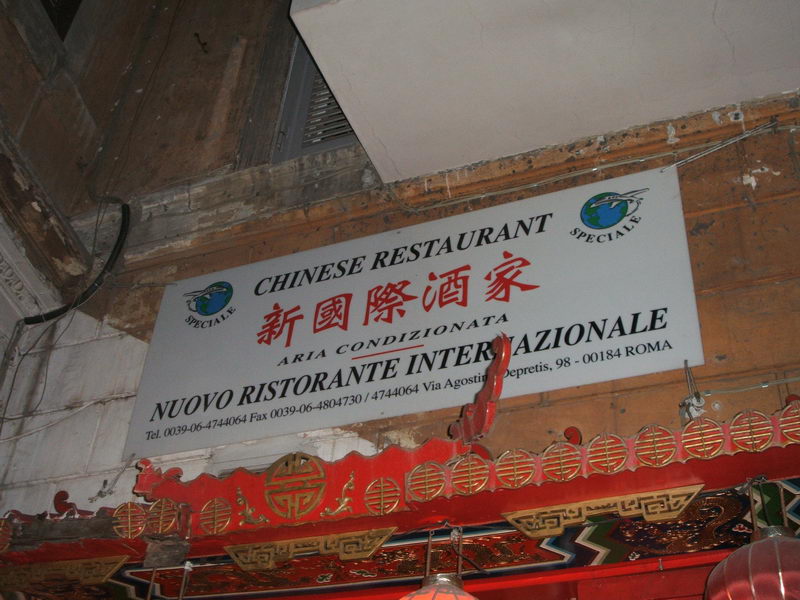 CHINESE RESTAURANT
SPECIALE
SPECIALE
新國際酒家
ARIA CONDIZIONATA
NUOVO RISTORANTE INTERNAZIONALE
Tel. 0039-06-4744064 Fax 0039-06-4804730 / 4744064 Via Agostino Depretis, 98 - 00184 ROMA